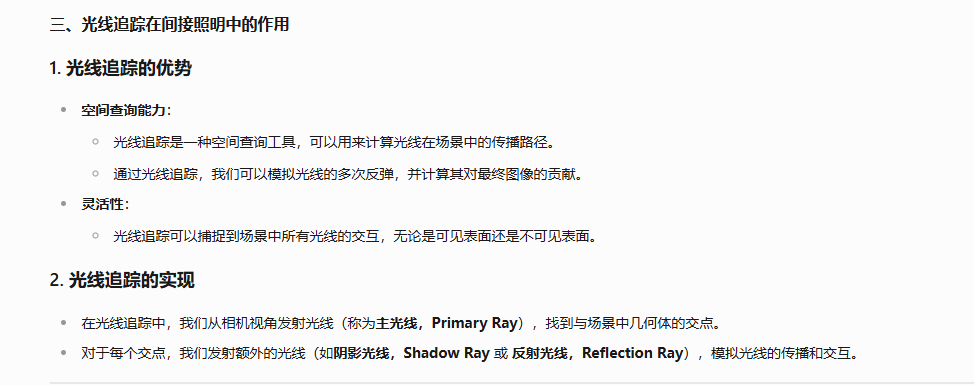 三、光线追踪在间接照明中的作用
1. 光线追踪的优势
空间查询能力：
光线追踪是一种空间查询工具，可以用来计算光线在场景中的传播路径。
通过光线追踪，我们可以模拟光线的多次反弹，并计算其对最终图像的贡献。
灵活性：
光线追踪可以捕捉到场景中所有光线的交互，无论是可见表面还是不可见表面。
2. 光线追踪的实现
在光线追踪中，我们从相机视角发射光线（称为主光线，Primary Ray），找到与场景中几何体的交点。
对于每个交点，我们发射额外的光线（如阴影光线，Shadow Ray 或 反射光线，Reflection Ray），模拟光线的传播和交互。